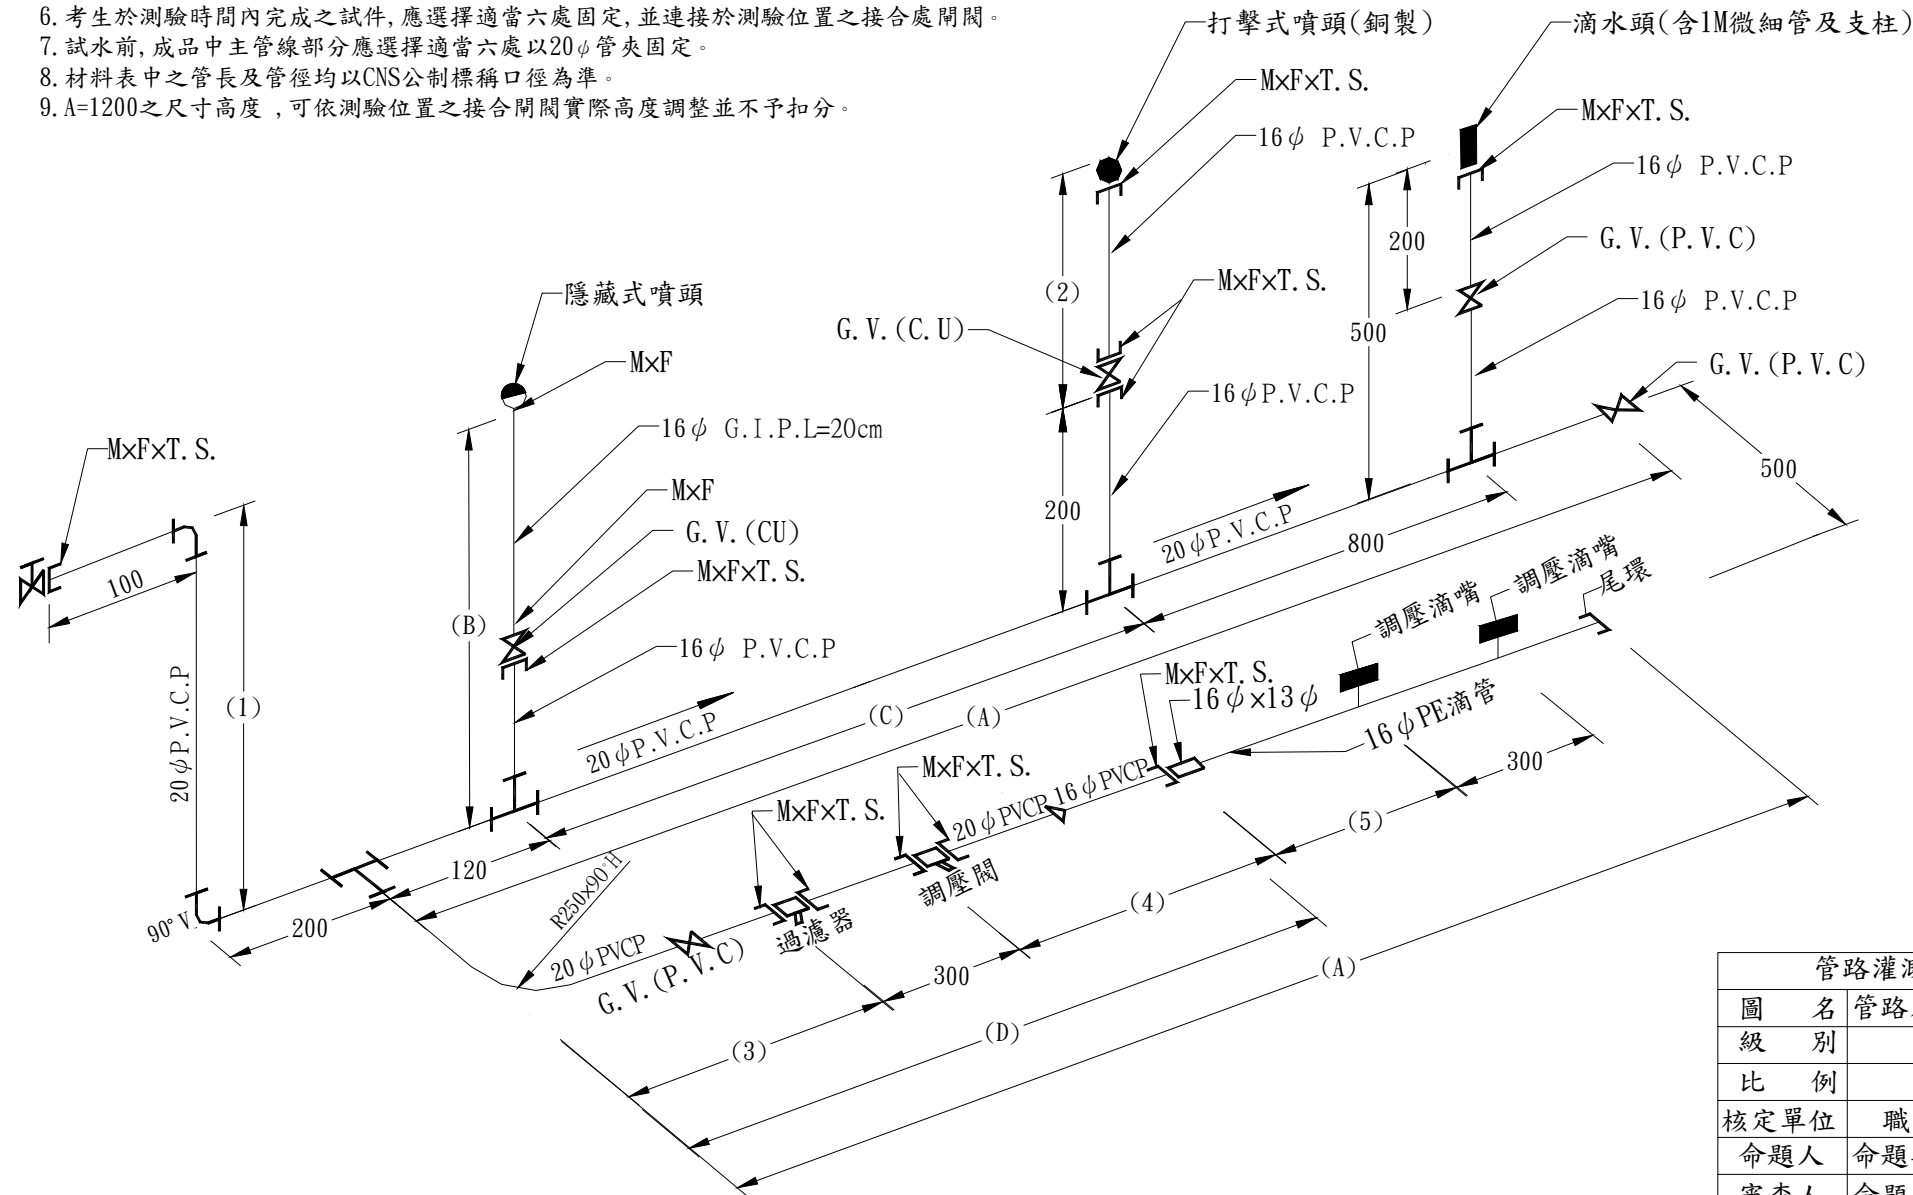 6.考生於測驗時間內完成之試件,應選擇適當六處固定,並連接於測驗位置之接合處閘閥。
7.試水前,成品中主管線部分應選擇適當六處以20φ管夾固定。
8.材料表中之管長及管徑均以CNS公制標稱口徑為準。
9.A=1200之尺寸高度 ,可依測驗位置之接合閘閥實際高度調整並不予扣分。
打擊式噴頭(銅製)
滴水頭(含1M微細管及支柱)
M×F×T.S.
M×F×T.S.
16φ P.V.C.P
16φ P.V.C.P
200
G.V.(P.V.C)
(2)
M×F×T.S.
隱藏式噴頭
16φ P.V.C.P
G.V.(C.U)
500
M×F
G.V.(P.V.C)
16φP.V.C.P
16φ G.I.P.L=20cm
M×F×T.S.
500
M×F
200
G.V.(CU)
20φP.V.C.P
800
M×F×T.S.
100
調壓滴嘴
調壓滴嘴
尾環
(B)
16φ P.V.C.P
M×F×T.S.
16φ×13φ
20φP.V.C.P
(1)
(C)
(A)
16φPE滴管
20φP.V.C.P
300
M×F×T.S.
M×F×T.S.
20φPVCP
16φPVCP
(5)
120
R250×90°H
調壓閥
(4)
90°V
200
過濾器
20φPVCP
G.V.(P.V.C)
300
(A)
(D)
(3)
管路灌
圖 名
管路
級 別
比 例
核定單位
職
命題人
命題